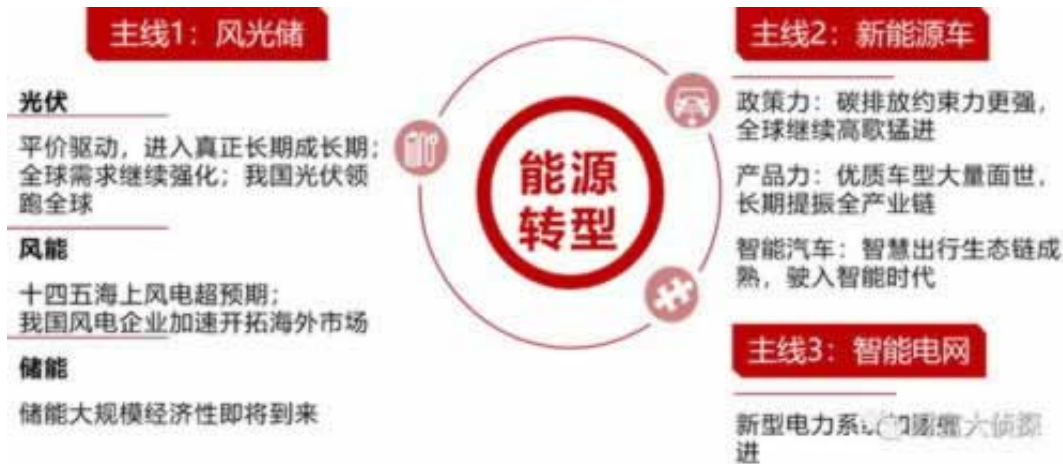 主线1：风光储
光伏
平价驱动，进入真正长期成长期；
全球需求继续强化；我国光伏领
跑全球
风能
十四五海上风电超预期；
我国风电企业加速开拓海外市场
储能
储能大规模经济性即将到来
能源
转型
主线2：新能源车
政策力：碳排放约束力更强，
全球继续高歌猛进
产品力：优质车型大量面世，
长期提振全产业链
智能汽车：智慧出行生态链成
熟，驶入智能时代
主线3：智能电网
新型电力系
进
大侦探